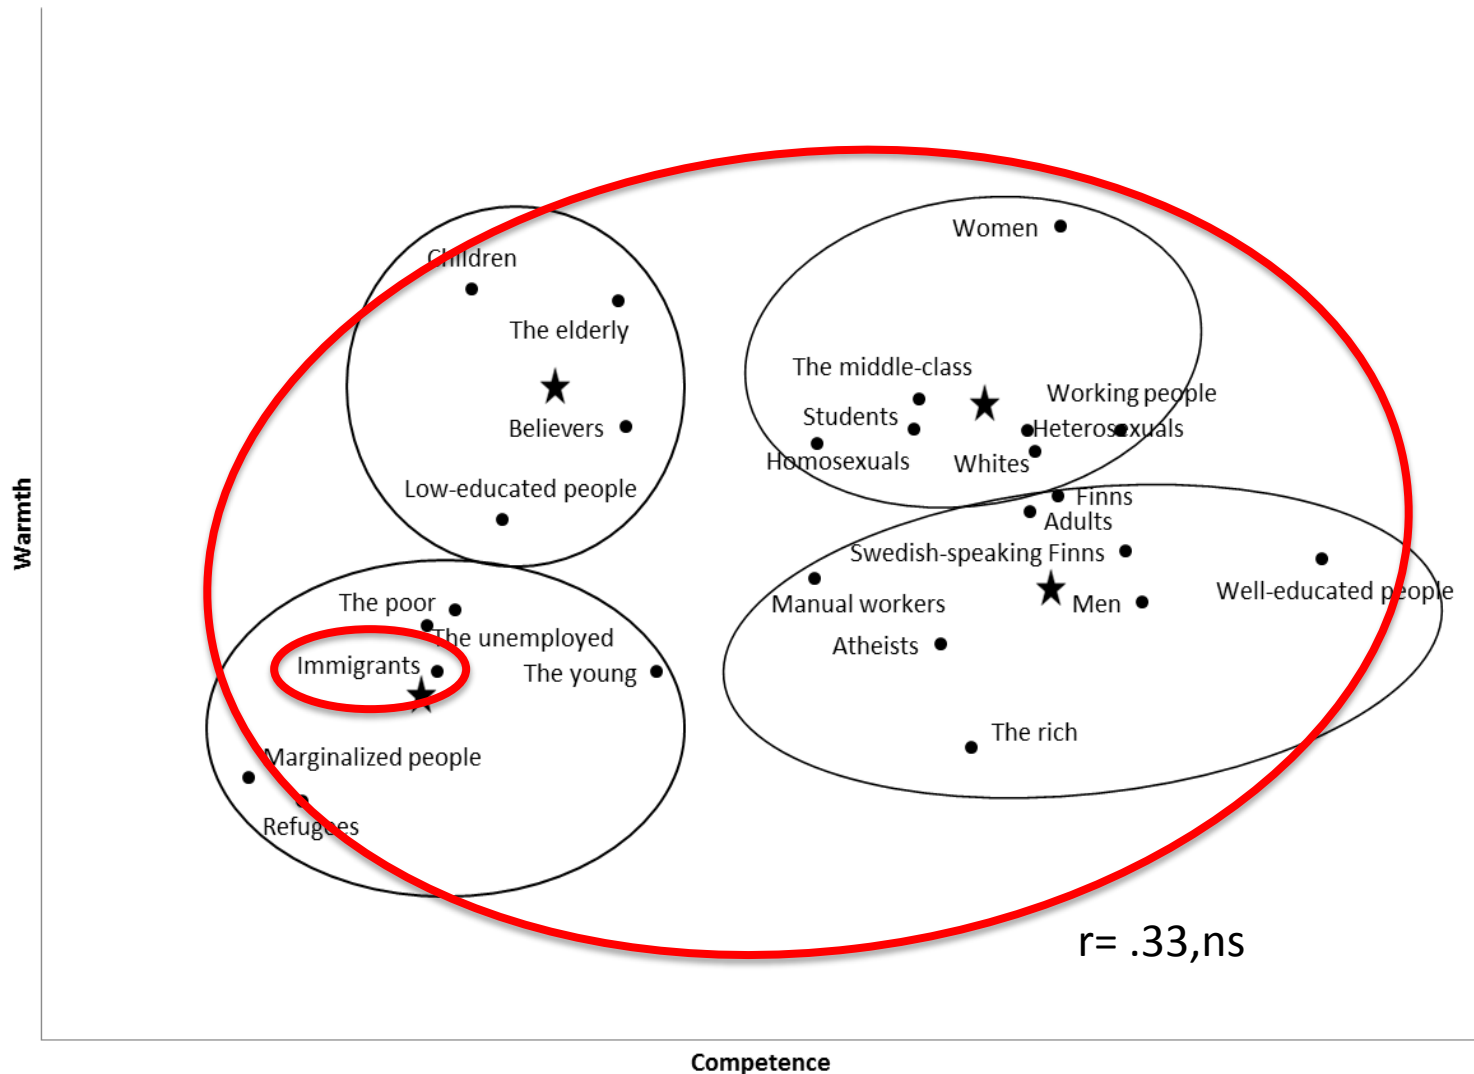 Women
Children
The elderly
The middle-class
Working people
Students
Believers
Heterosexuals
Homosexuals
Whites
Low-educated people
Finns
Warmth
Adults
Swedish-speaking Finns
Well-educated people
The poor
Manual workers
Men
The unemployed
Atheists
Immigrants
The young
The rich
Marginalized people
Refugees
r= .33,ns
Competence